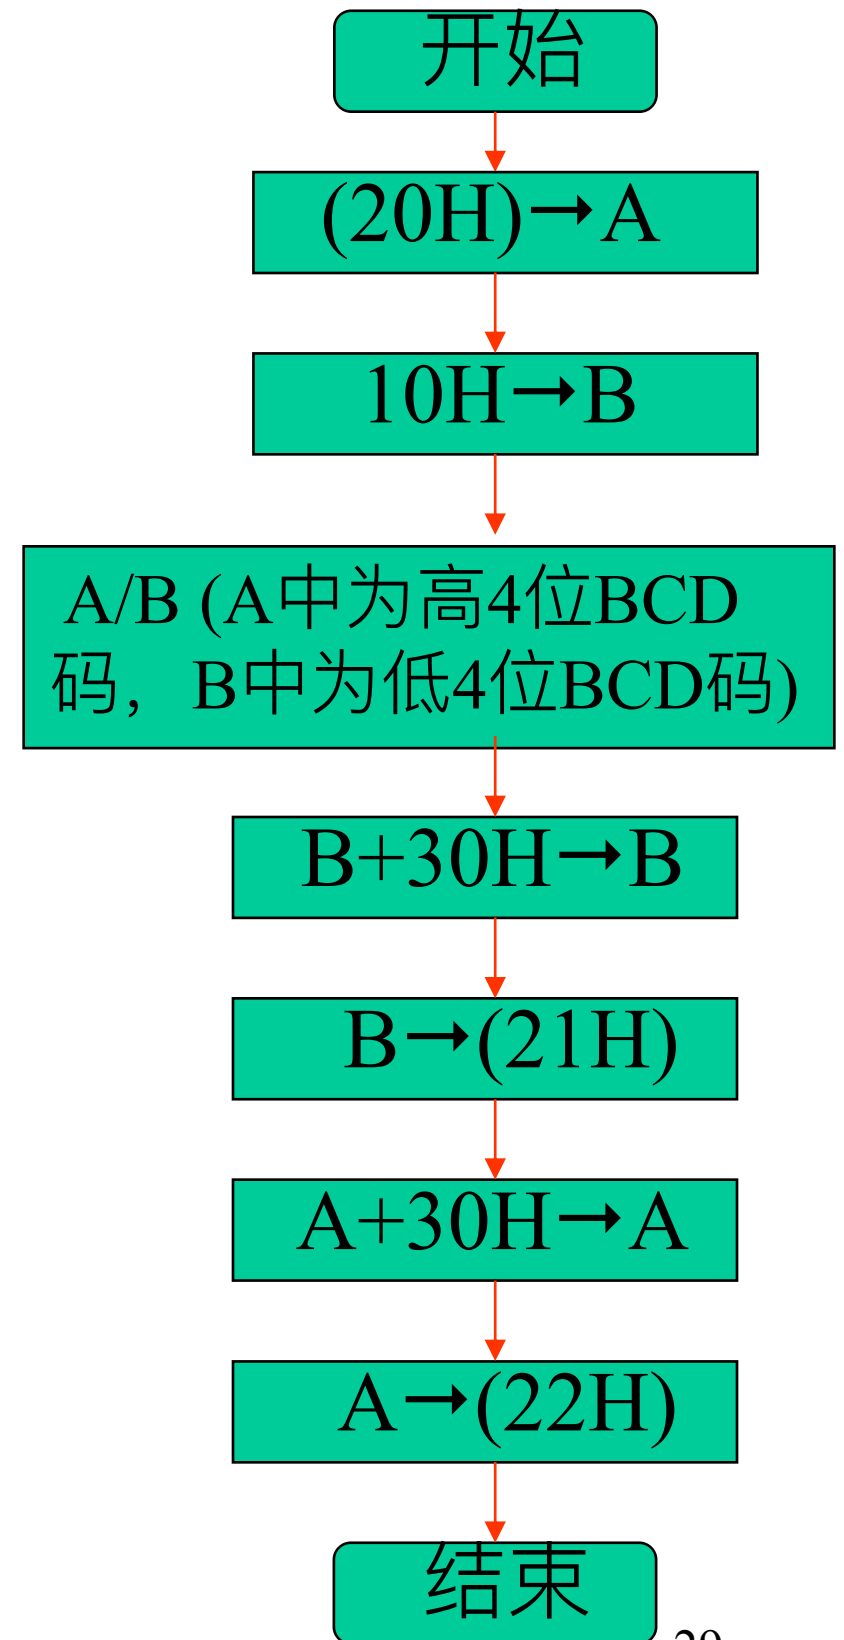 开始
(20H)→A
10H→B
A/B (A中为高4位BCD
码，B中为低4位BCD码)
B+30H→B
B→(21H)
A+30H→A
A→(22H)
结束